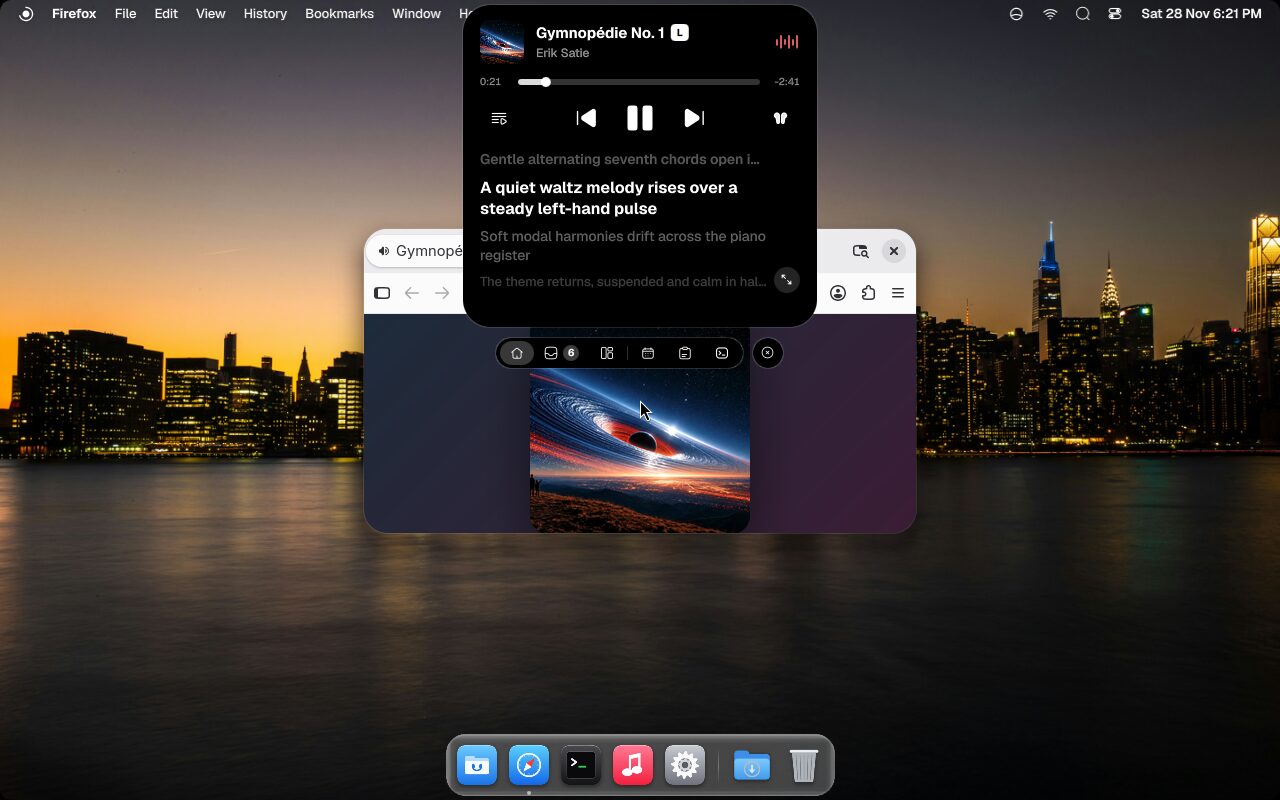 Firefox File Edit View History Bookmarks Window
Sat 28 Nov 6:21 PM
Gymnopédie No. 1 L
Erik Satie
0:21
-2:41
Gentle alternating seventh chords open i...
A quiet waltz melody rises over a
steady left-hand pulse
Soft modal harmonies drift across the piano
register
The theme returns, suspended and calm in hal...
Gymnopé
6